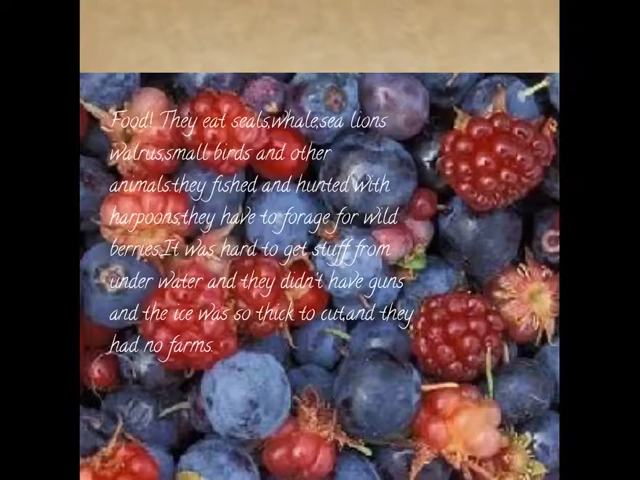 Food! They eat seals,whale,sea lions
walrus,small birds and other
animals.they fished and hunted with
harpoons.they have to forage for wild
berries.It was hard to get stuff from
under water and they didn't have guns
and the ice was so thick to cut.and they
had no farms.